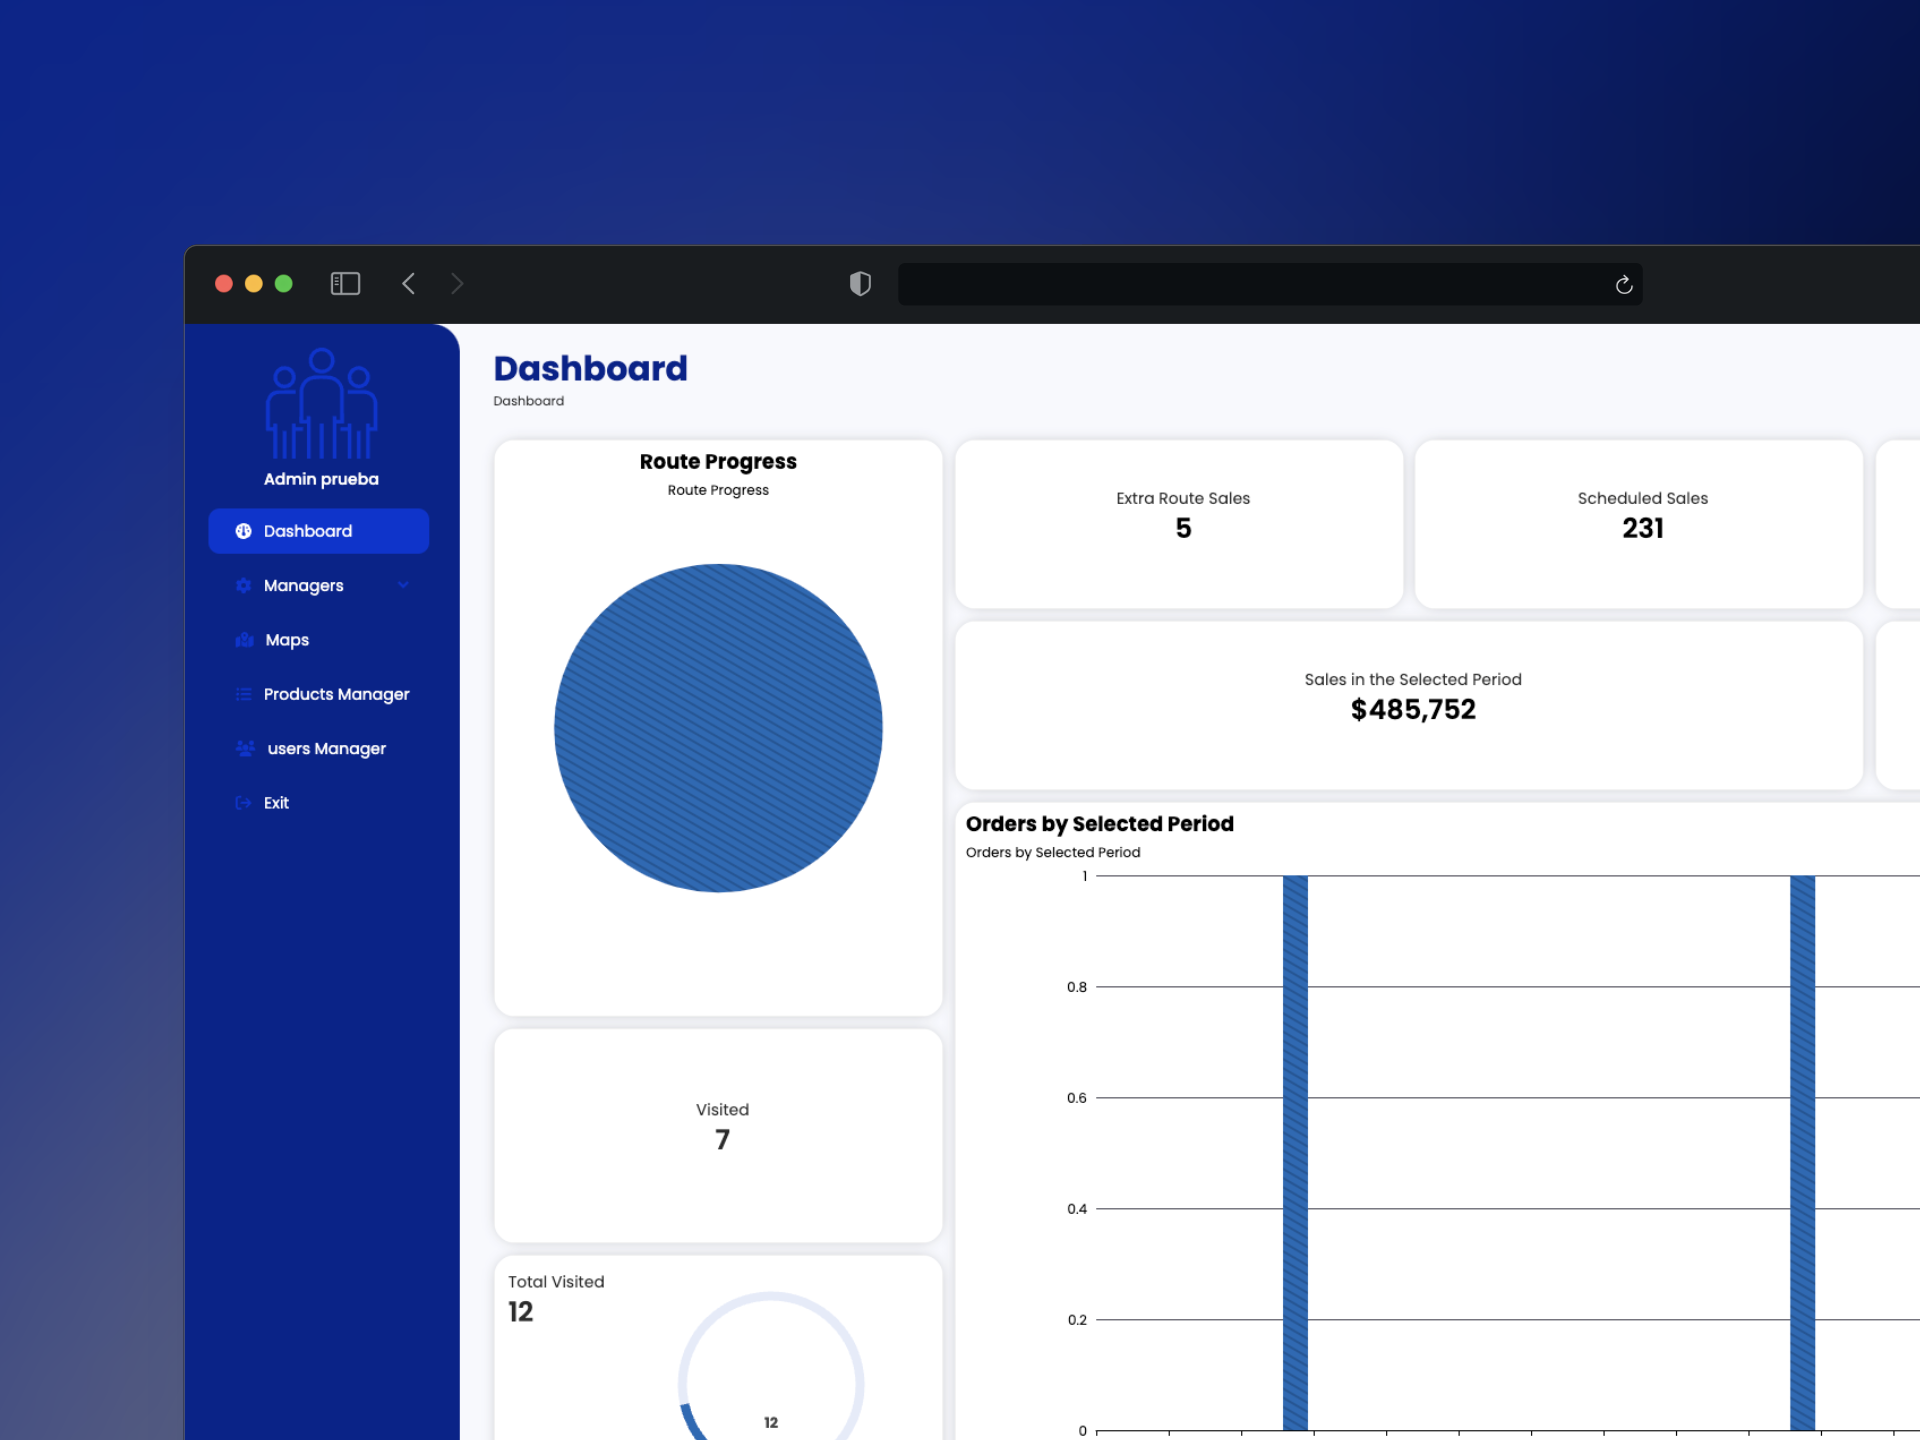 Admin prueba
Dashboard
Managers
Maps
Products Manager
users Manager
Exit
Dashboard
Dashboard
Route Progress
Route Progress
Extra Route Sales
5
Scheduled Sales
231
Sales in the Selected Period
$485,752
Orders by Selected Period
Orders by Selected Period
1
0.8
0.6
0.4
0.2
0
Visited
7
Total Visited
12
12